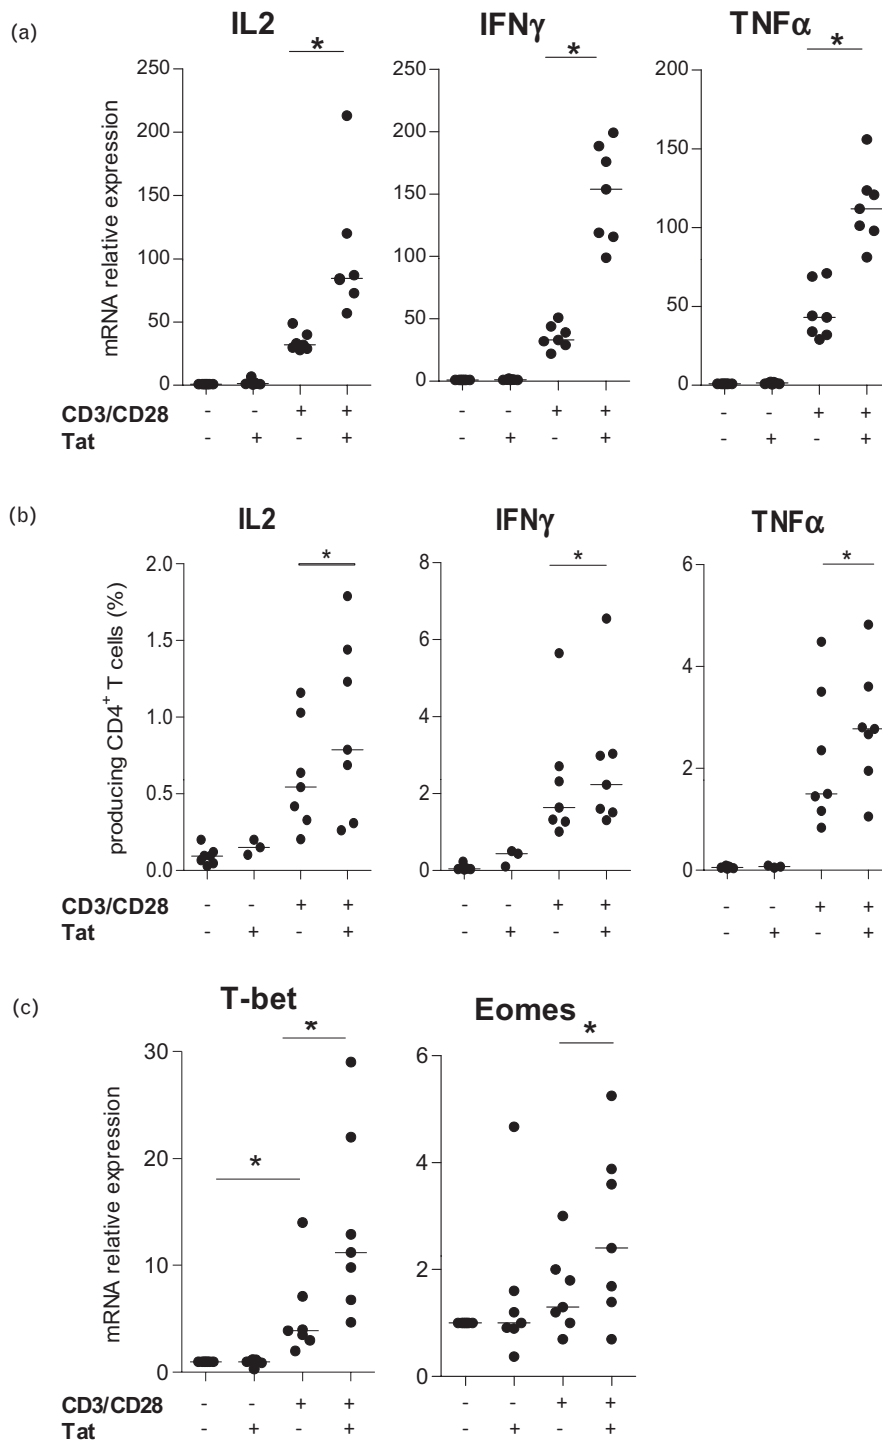 (a)
IL2 IFNγ TNFα
* * *
mRNA relative expression
250 250 200
200 200 150
150 150 100
100 100 50
50 50 0
0 0
CD3/CD28 - - + + - - + + - - + +
Tat - + - + - + - + - + - +
(b)
IL2 IFNγ TNFα
* * *
producing CD4+ T cells (%)
2.0 8 6
1.5 6 4
1.0 4 2
0.5 2 0
0.0 0
CD3/CD28 - - + + - - + + - - + +
Tat - + - + - + - + - + - +
(c)
T-bet Eomes
* * *
mRNA relative expression
30 6
20 4
10 2
0 0
CD3/CD28 - - + + - - + +
Tat - + - + - + - +